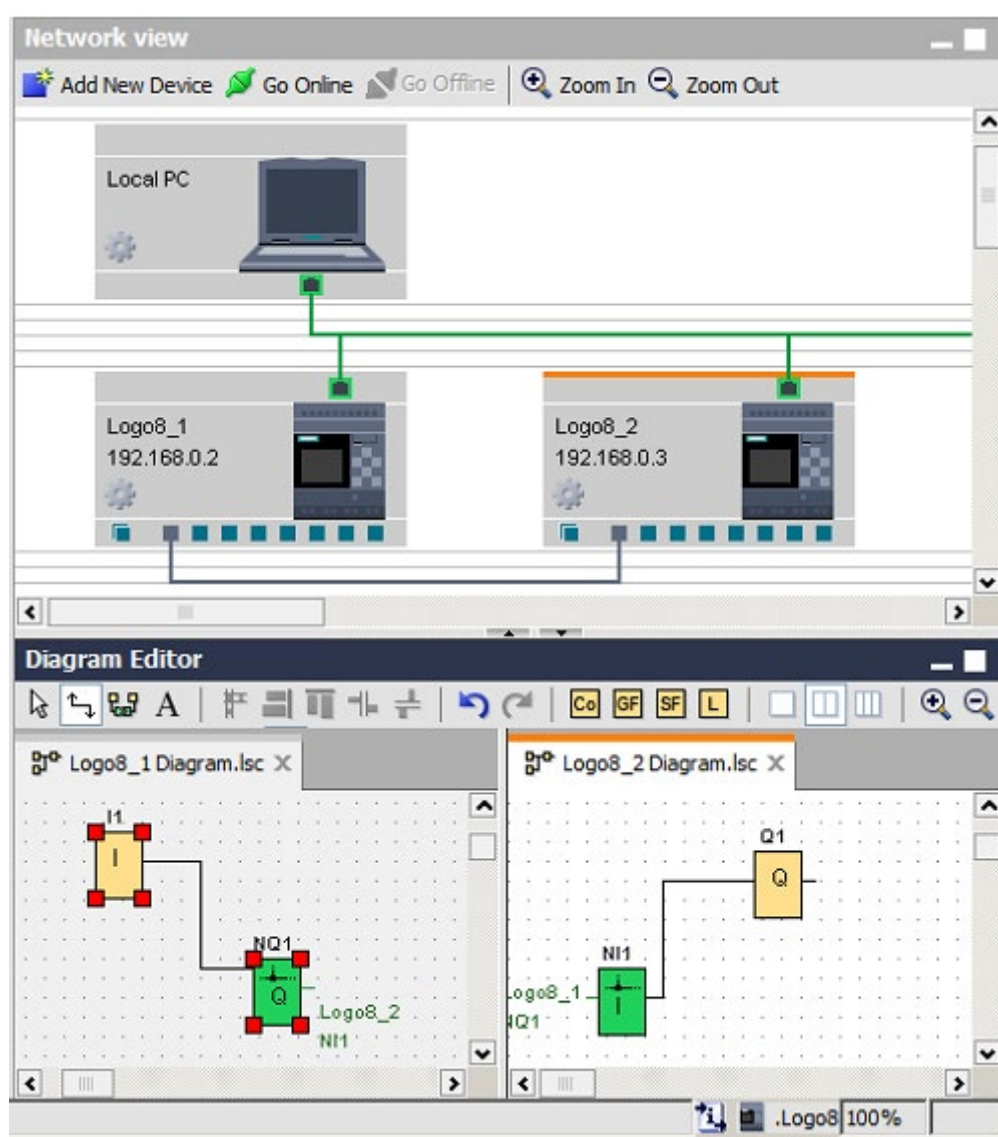 Network view
Add New Device Go Online Go Offline Zoom In Zoom Out
Local PC
Logo8_1
192.168.0.2
Logo8_2
192.168.0.3
Diagram Editor
A Co GF SF L
Logo8_1 Diagram.lsc
I1
I
NQ1
Q
Logo8_2
NI1
Logo8_2 Diagram.lsc
Q1
Q
NI1
I
ogo8_1
Q1
.Logo8 100%